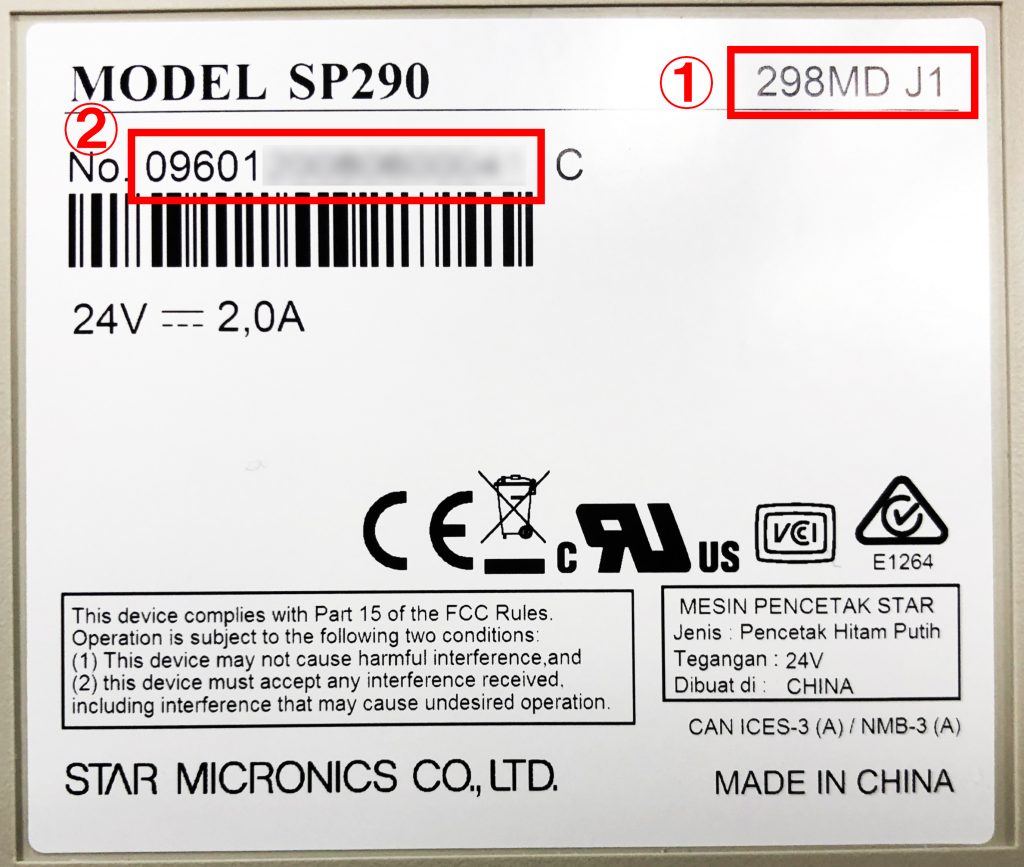 MODEL SP290
① 298MD J1
②
No. 09601 C
24V 2,0A
CE
c RU US
VCCI
E1264
This device complies with Part 15 of the FCC Rules.
Operation is subject to the following two conditions:
(1) This device may not cause harmful interference,and
(2) this device must accept any interference received,
including interference that may cause undesired operation.
MESIN PENCETAK STAR
Jenis : Pencetak Hitam Putih
Tegangan : 24V
Dibuat di : CHINA
CAN ICES-3 (A) / NMB-3 (A)
STAR MICRONICS CO., LTD.
MADE IN CHINA